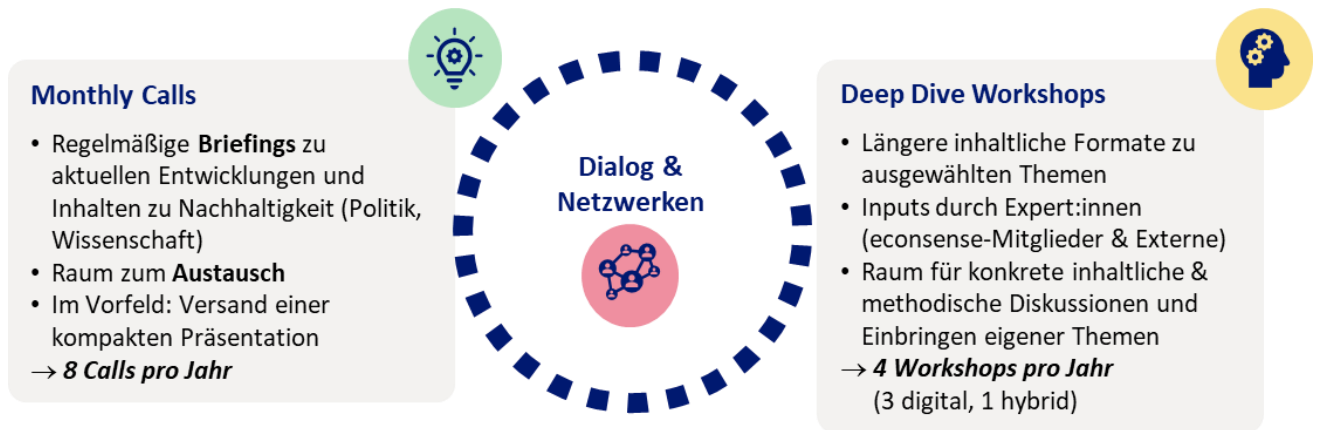 Monthly Calls
• Regelmäßige Briefings zu
aktuellen Entwicklungen und
Inhalten zu Nachhaltigkeit (Politik,
Wissenschaft)
• Raum zum Austausch
• Im Vorfeld: Versand einer
kompakten Präsentation
→ 8 Calls pro Jahr
Dialog &
Netzwerken
Deep Dive Workshops
• Längere inhaltliche Formate zu
ausgewählten Themen
• Inputs durch Expert:innen
(econsense-Mitglieder & Externe)
• Raum für konkrete inhaltliche &
methodische Diskussionen und
Einbringen eigener Themen
→ 4 Workshops pro Jahr
(3 digital, 1 hybrid)